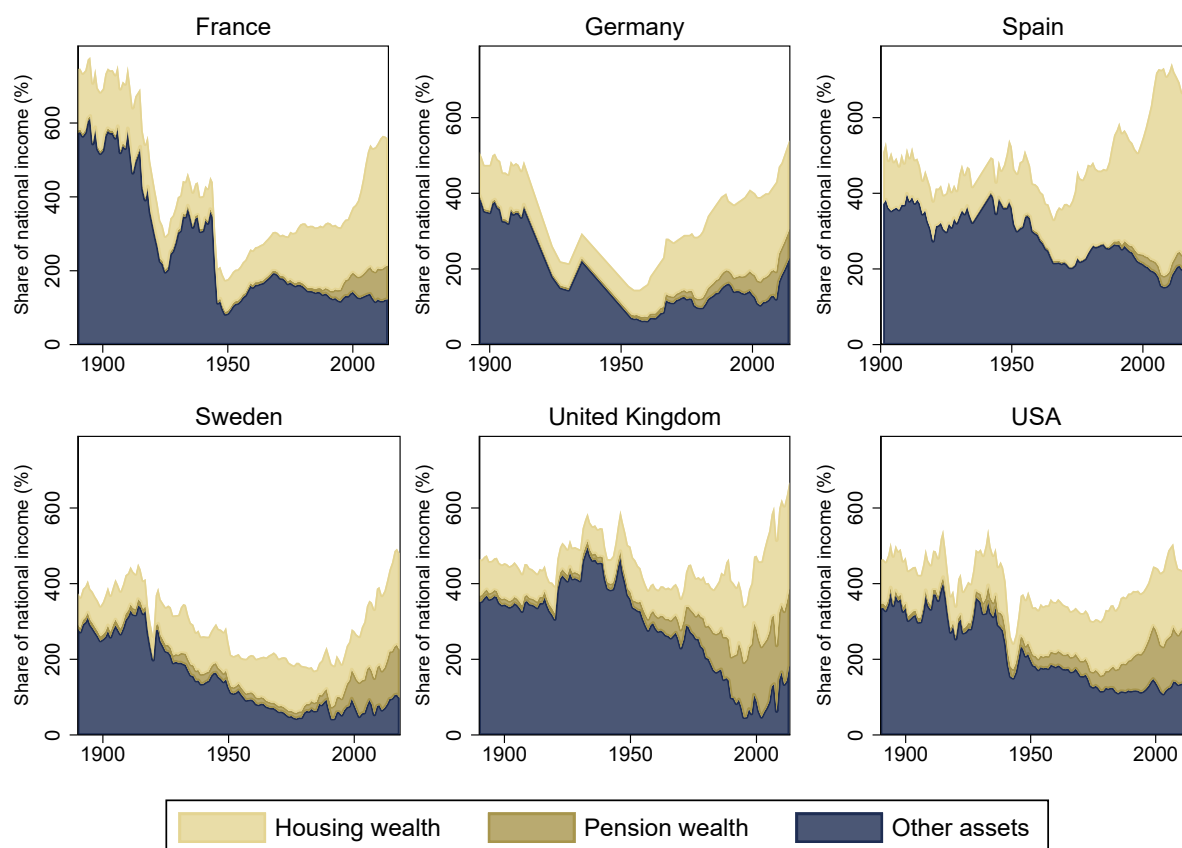 France
Share of national income (%)
600
400
200
0
1900
1950
2000
Germany
Share of national income (%)
600
400
200
0
1900
1950
2000
Spain
Share of national income (%)
600
400
200
0
1900
1950
2000
Sweden
Share of national income (%)
600
400
200
0
1900
1950
2000
United Kingdom
Share of national income (%)
600
400
200
0
1900
1950
2000
USA
Share of national income (%)
600
400
200
0
1900
1950
2000
Housing wealth
Pension wealth
Other assets